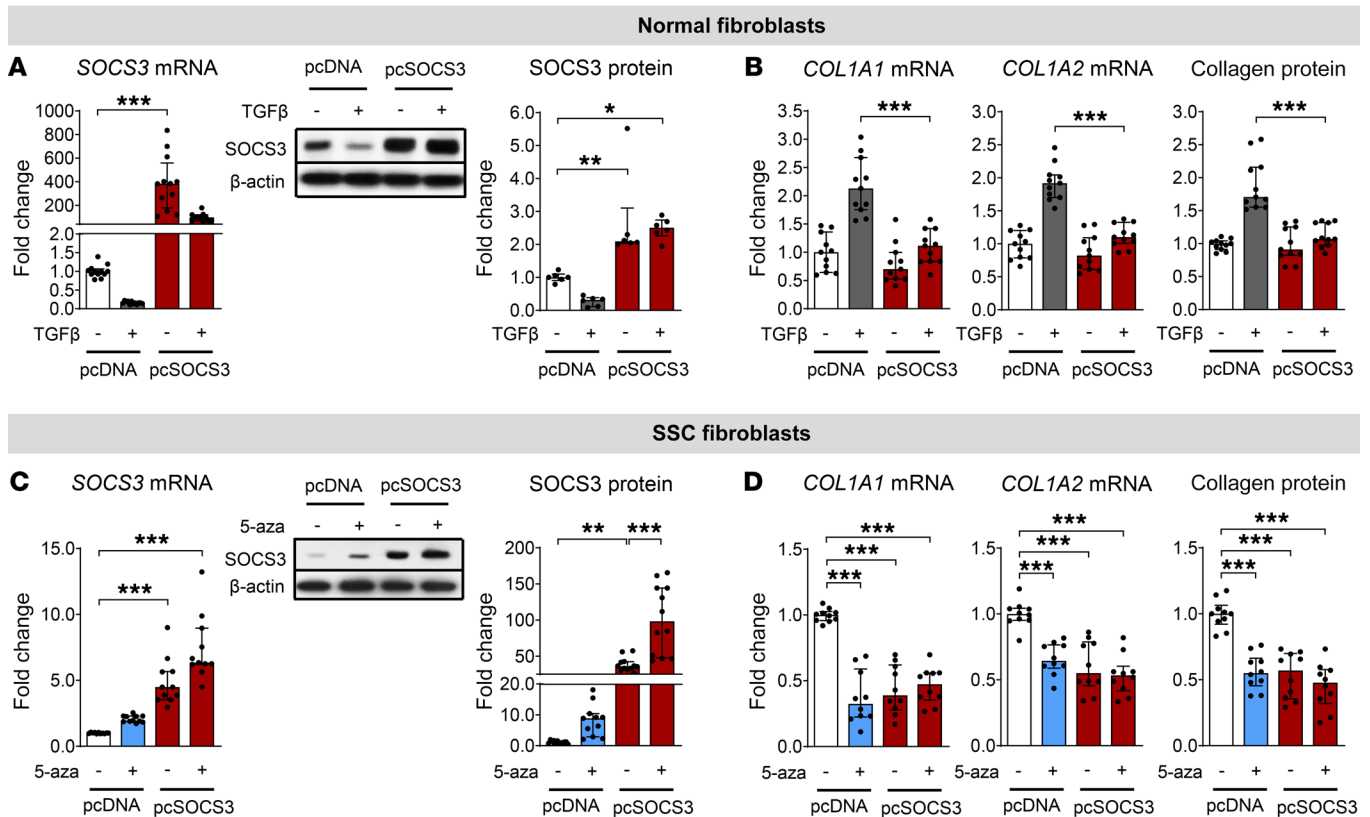 Normal fibroblasts
A
SOCS3 mRNA
Fold change
1000
800
600
400
200
2.0
1.5
1.0
0.5
0.0
***
TGFβ - + - +
pcDNA pcSOCS3
pcDNA pcSOCS3
TGFβ - + - +
SOCS3
β-actin
SOCS3 protein
Fold change
6.0
5.0
4.0
3.0
2.0
1.0
0.0
*
**
TGFβ - + - +
pcDNA pcSOCS3
B
COL1A1 mRNA
Fold change
3.5
3.0
2.5
2.0
1.5
1.0
0.5
0.0
***
TGFβ - + - +
pcDNA pcSOCS3
COL1A2 mRNA
3.0
2.5
2.0
1.5
1.0
0.5
0.0
***
TGFβ - + - +
pcDNA pcSOCS3
Collagen protein
3.0
2.5
2.0
1.5
1.0
0.5
0.0
***
TGFβ - + - +
pcDNA pcSOCS3
SSC fibroblasts
C
SOCS3 mRNA
Fold change
15.0
10.0
5.0
0.0
***
***
5-aza - + - +
pcDNA pcSOCS3
pcDNA pcSOCS3
5-aza - + - +
SOCS3
β-actin
SOCS3 protein
Fold change
200
150
100
50
20.0
10.0
0.0
** ***
5-aza - + - +
pcDNA pcSOCS3
D
COL1A1 mRNA
Fold change
1.5
1.0
0.5
0.0
***
***
***
5-aza - + - +
pcDNA pcSOCS3
COL1A2 mRNA
1.5
1.0
0.5
0.0
***
***
***
5-aza - + - +
pcDNA pcSOCS3
Collagen protein
1.5
1.0
0.5
0.0
***
***
***
5-aza - + - +
pcDNA pcSOCS3